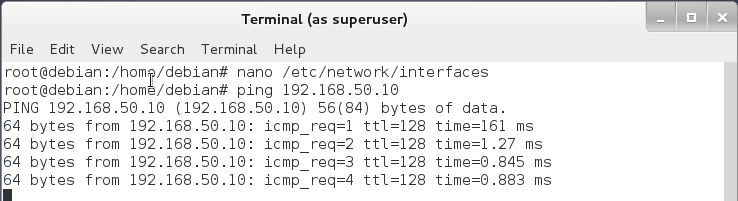 Terminal (as superuser)
File Edit View Search Terminal Help
root@debian:/home/debian# nano /etc/network/interfaces
root@debian:/home/debian# ping 192.168.50.10
PING 192.168.50.10 (192.168.50.10) 56(84) bytes of data.
64 bytes from 192.168.50.10: icmp_req=1 ttl=128 time=161 ms
64 bytes from 192.168.50.10: icmp_req=2 ttl=128 time=1.27 ms
64 bytes from 192.168.50.10: icmp_req=3 ttl=128 time=0.845 ms
64 bytes from 192.168.50.10: icmp_req=4 ttl=128 time=0.883 ms